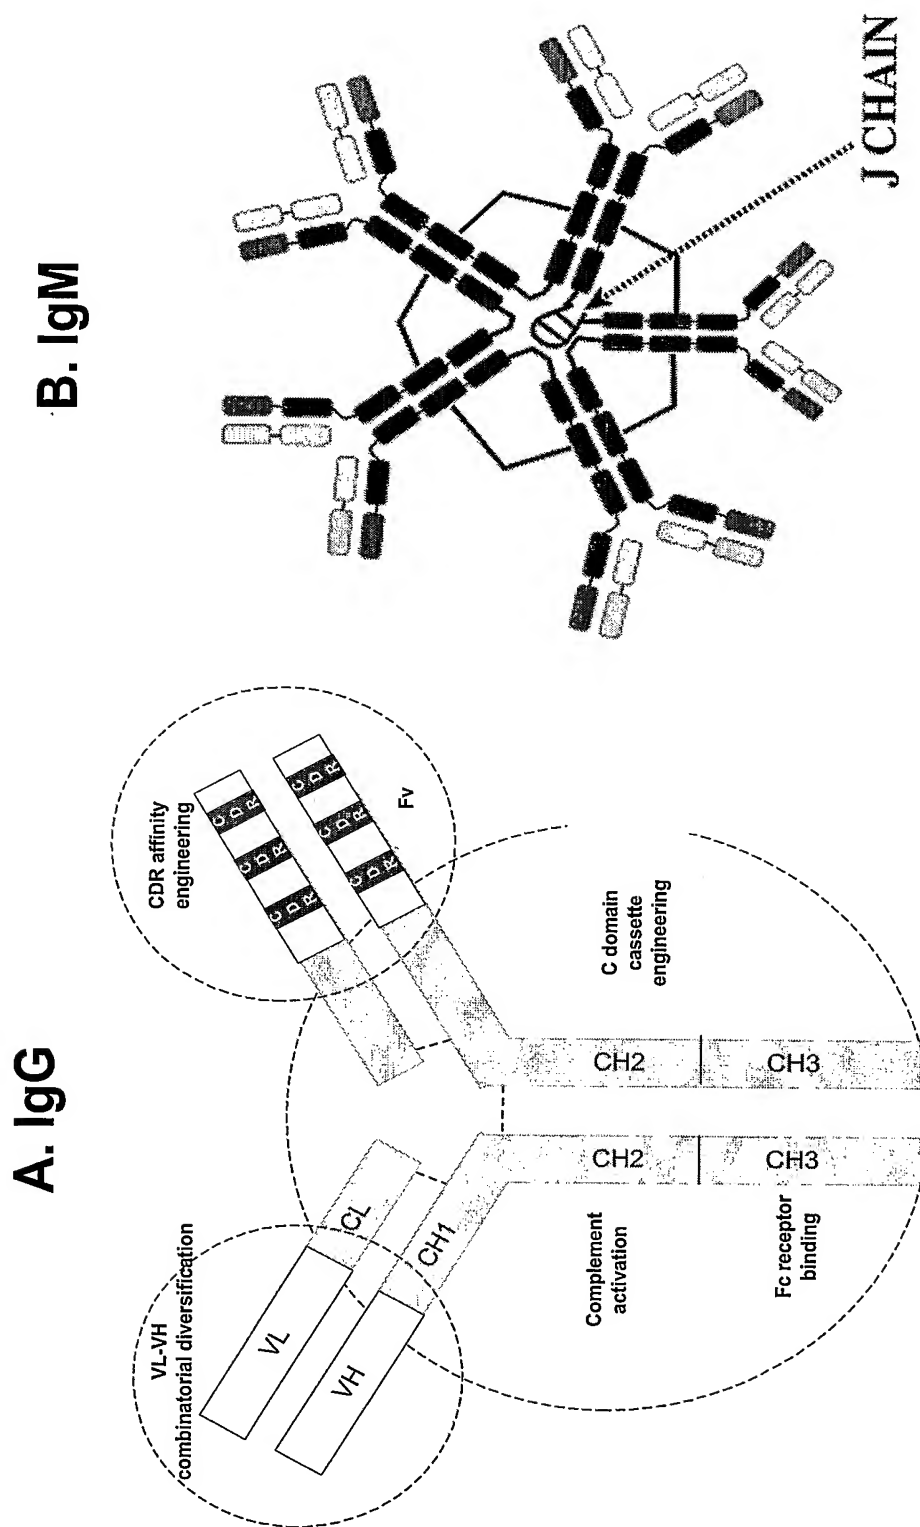 A. IgG
VL-VH
combinatorial diversification
VL
VH
CL
CH1
CDR affinity
engineering
CDR
CDR
CDR
CDR
CDR
CDR
Fv
Complement
activation
CH2
CH2
C domain
cassette
engineering
Fc receptor
binding
CH3
CH3
B. IgM
J CHAIN